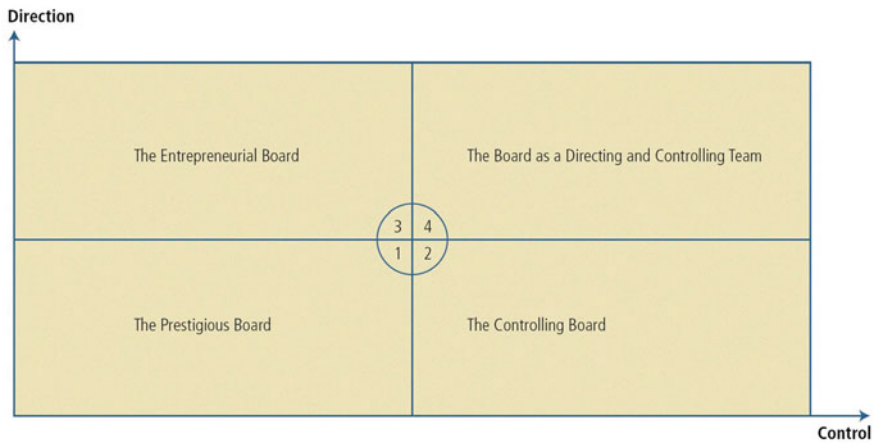 Direction
The Entrepreneurial Board
The Board as a Directing and Controlling Team
3 4
1 2
The Prestigious Board
The Controlling Board
Control